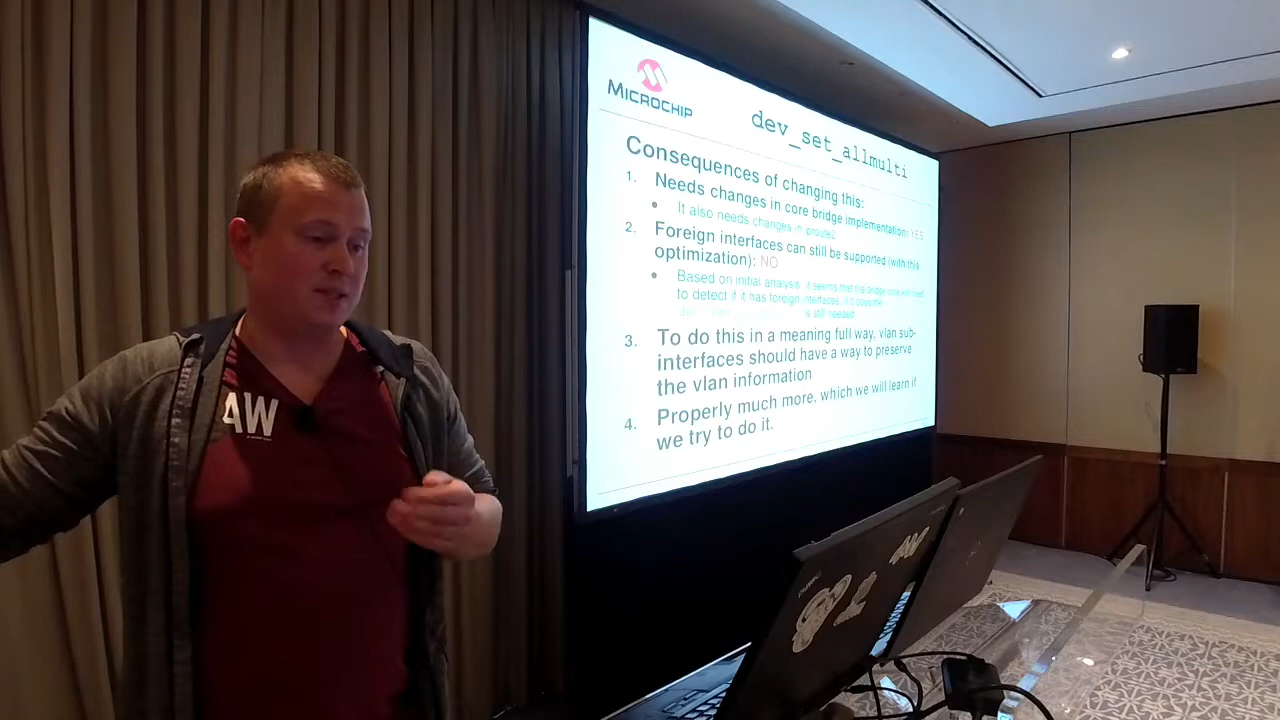 MICROCHIP
dev_set_allmulti
Consequences of changing this:
1. Needs changes in core bridge implementation: YES
• It also needs changes in iproute2
2. Foreign interfaces can still be supported (with this
optimization): NO
• Based on initial analysis, it seems that the bridge
to detect if it has foreign interfaces, if it does the
is still needed
3. To do this in a meaning full way, vlan sub-
interfaces should have a way to preserve
the vlan information
4. Properly much more, which we will learn if
we try to do it.
AW
AW